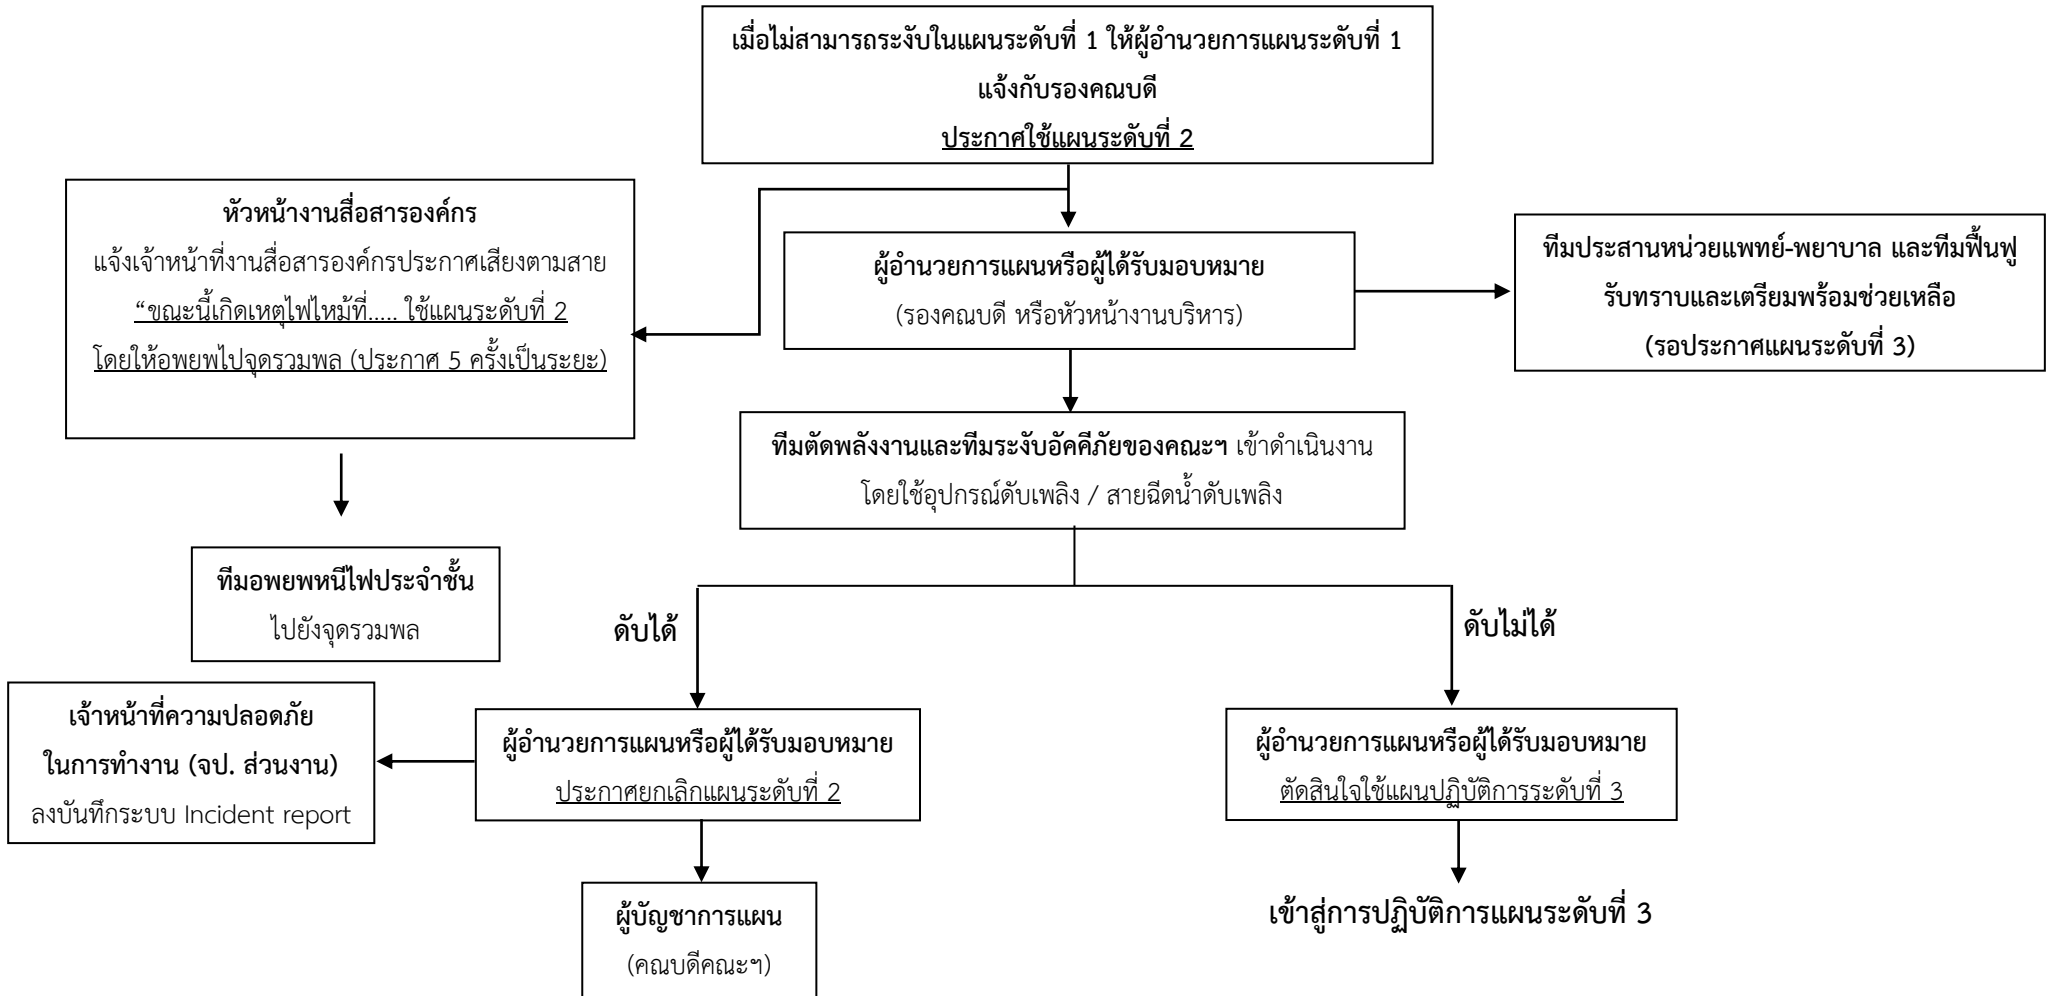 เมื่อไม่สามารถระงับในแผนระดับที่ 1 ให้ผู้อำนวยการแผนระดับที่ 1
แจ้งกับรองคณบดี
ประกาศใช้แผนระดับที่ 2
หัวหน้างานสื่อสารองค์กร
แจ้งเจ้าหน้าที่งานสื่อสารองค์กรประกาศเสียงตามสาย
“ขณะนี้เกิดเหตุไฟไหม้ที่..... ใช้แผนระดับที่ 2
โดยให้อพยพไปจุดรวมพล (ประกาศ 5 ครั้งเป็นระยะ)
ผู้อำนวยการแผนหรือผู้ได้รับมอบหมาย
(รองคณบดี หรือหัวหน้างานบริหาร)
ทีมประสานหน่วยแพทย์-พยาบาล และทีมฟื้นฟู
รับทราบและเตรียมพร้อมช่วยเหลือ
(รอประกาศแผนระดับที่ 3)
ทีมตัดพลังงานและทีมระงับอัคคีภัยของคณะฯ เข้าดำเนินงาน
โดยใช้อุปกรณ์ดับเพลิง / สายฉีดน้ำดับเพลิง
ทีมอพยพหนีไฟประจำชั้น
ไปยังจุดรวมพล
ดับได้
ดับไม่ได้
เจ้าหน้าที่ความปลอดภัย
ในการทำงาน (จป. ส่วนงาน)
ลงบันทึกระบบ Incident report
ผู้อำนวยการแผนหรือผู้ได้รับมอบหมาย
ประกาศยกเลิกแผนระดับที่ 2
ผู้อำนวยการแผนหรือผู้ได้รับมอบหมาย
ตัดสินใจใช้แผนปฏิบัติการระดับที่ 3
ผู้บัญชาการแผน
(คณบดีคณะฯ)
เข้าสู่การปฏิบัติการแผนระดับที่ 3